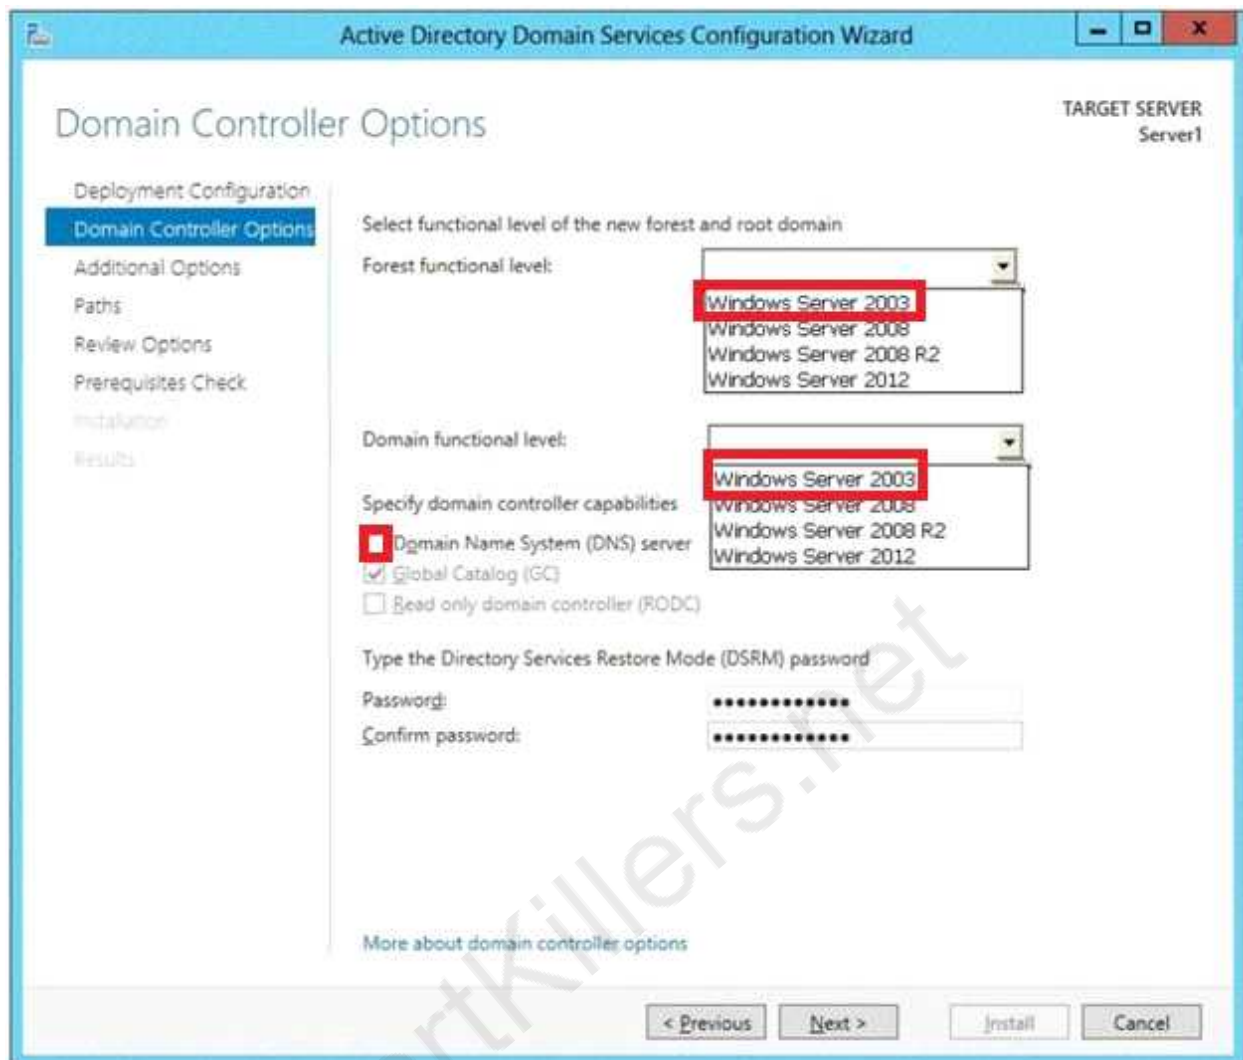 Active Directory Domain Services Configuration Wizard
Domain Controller Options
TARGET SERVER
Server1
Deployment Configuration
Domain Controller Options
Additional Options
Paths
Review Options
Prerequisites Check
Installation
Results
Select functional level of the new forest and root domain
Forest functional level:
Windows Server 2003
Windows Server 2008
Windows Server 2008 R2
Windows Server 2012
Domain functional level:
Windows Server 2003
Windows Server 2008
Windows Server 2008 R2
Windows Server 2012
Specify domain controller capabilities
Domain Name System (DNS) server
Global Catalog (GC)
Read only domain controller (RODC)
Type the Directory Services Restore Mode (DSRM) password
Password:
●●●●●●●●●●●●
Confirm password:
●●●●●●●●●●●●
More about domain controller options
< Previous
Next >
Install
Cancel
rtKillers.net